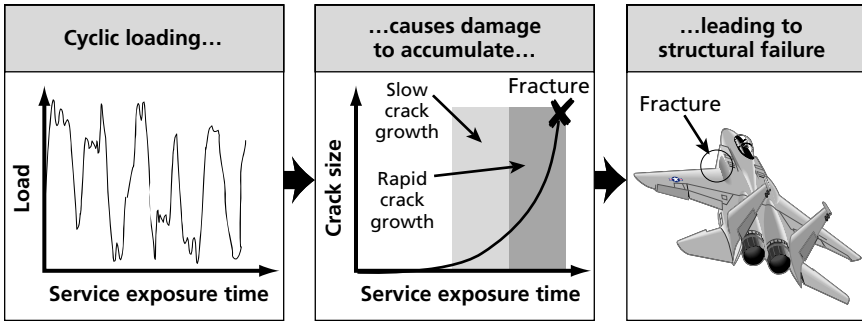 Cyclic loading…
Load
Service exposure time
…causes damage
to accumulate…
Slow
crack
growth
Fracture
Rapid
crack
growth
Crack size
Service exposure time
…leading to
structural failure
Fracture